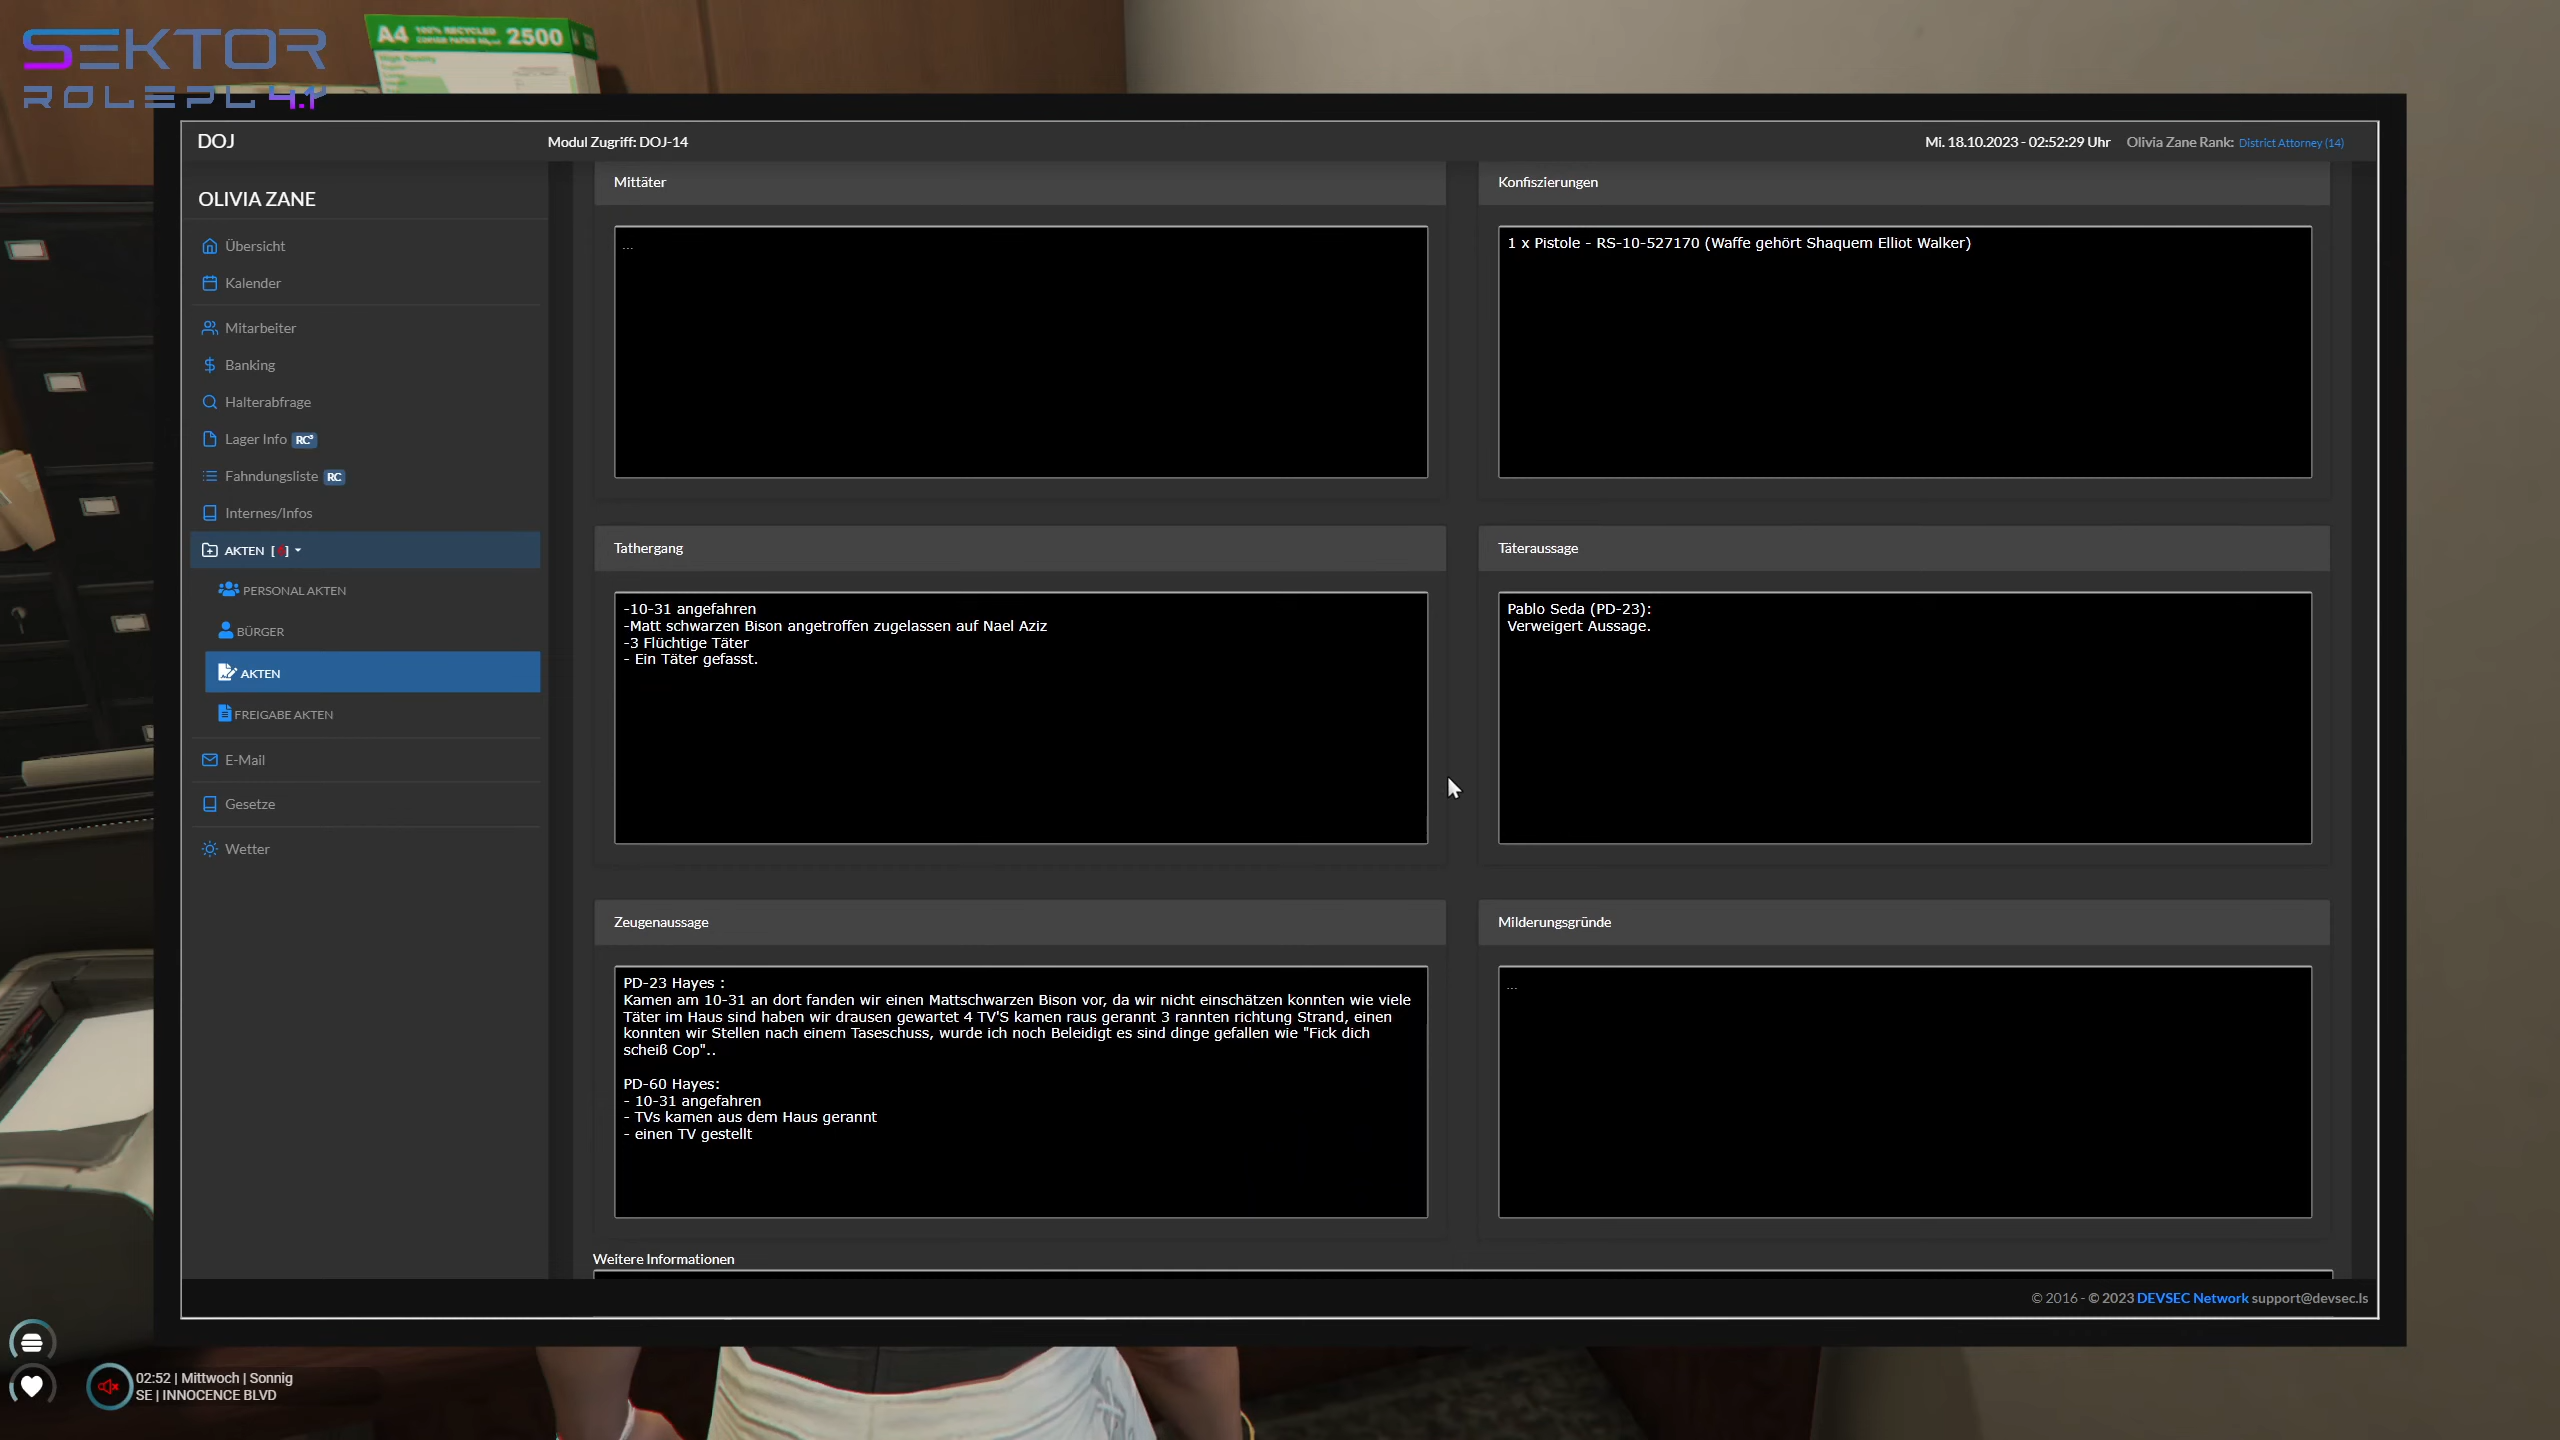 SEKTOR
ROLEPL4.Y
A4 100% RECYCLED COPIER PAPER 2500
High Quality
DOJ
Modul Zugriff: DOJ-14
Mi. 18.10.2023 - 02:52:29 Uhr Olivia Zane Rank: District Attorney (14)
OLIVIA ZANE
Übersicht
Kalender
Mitarbeiter
Banking
Halterabfrage
Lager Info RC³
Fahndungsliste RC
Internes/Infos
AKTEN [ ]
PERSONAL AKTEN
BÜRGER
AKTEN
FREIGABE AKTEN
E-Mail
Gesetze
Wetter
Mittäter
...
Konfiszierungen
1 x Pistole - RS-10-527170 (Waffe gehört Shaquem Elliot Walker)
Tathergang
-10-31 angefahren
-Matt schwarzen Bison angetroffen zugelassen auf Nael Aziz
-3 Flüchtige Täter
- Ein Täter gefasst.
Täteraussage
Pablo Seda (PD-23):
Verweigert Aussage.
Zeugenaussage
PD-23 Hayes :
Kamen am 10-31 an dort fanden wir einen Mattschwarzen Bison vor, da wir nicht einschätzen konnten wie viele
Täter im Haus sind haben wir drausen gewartet 4 TV'S kamen raus gerannt 3 rannten richtung Strand, einen
konnten wir Stellen nach einem Taseschuss, wurde ich noch Beleidigt es sind dinge gefallen wie "Fick dich
scheiß Cop"..
PD-60 Hayes:
- 10-31 angefahren
- TVs kamen aus dem Haus gerannt
- einen TV gestellt
Milderungsgründe
...
Weitere Informationen
© 2016 - © 2023 DEVSEC Network support@devsec.ls
02:52 | Mittwoch | Sonnig
SE | INNOCENCE BLVD